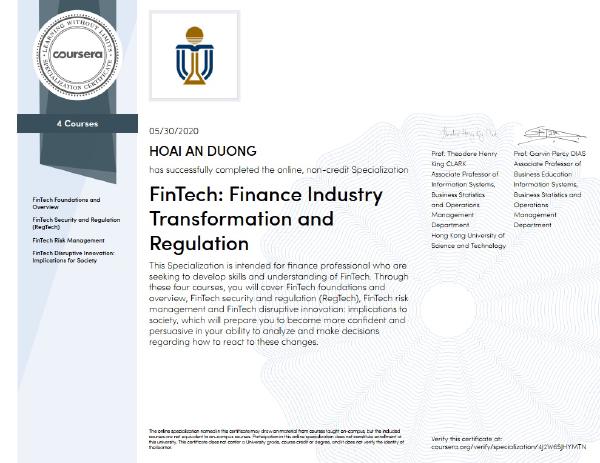 LEARNING WITHOUT LIMITS
coursera
SPECIALIZATION CERTIFICATE
4 Courses
FinTech Foundations and
Overview
FinTech Security and Regulation
(RegTech)
FinTech Risk Management
FinTech Disruptive Innovation:
Implications for Society
05/30/2020
HOAI AN DUONG
has successfully completed the online, non-credit Specialization
FinTech: Finance Industry
Transformation and
Regulation
This Specialization is intended for finance professional who are
seeking to develop skills and understanding of FinTech. Through
these four courses, you will cover FinTech foundations and
overview, FinTech security and regulation (RegTech), FinTech risk
management and FinTech disruptive innovation: implications to
society, which will prepare you to become more confident and
persuasive in your ability to analyze and make decisions
regarding how to react to these changes.
Prof. Theodore Henry
King CLARK
Associate Professor of
Information Systems,
Business Statistics
and Operations
Management
Department
Hong Kong University of
Science and Technology
Prof. Garvin Percy DIAS
Associate Professor of
Business Education
Information Systems,
Business Statistics and
Operations
Management
Department
The online specialization named in this certificate may draw on material from courses taught on-campus, but the included
courses are not equivalent to on-campus courses. Participation in this online specialization does not constitute enrollment at
this university. This certificate does not confer a University grade, course credit or degree, and it does not verify the identity of
the learner.
Verify this certificate at:
coursera.org/verify/specialization/4J2W65JHYMTN